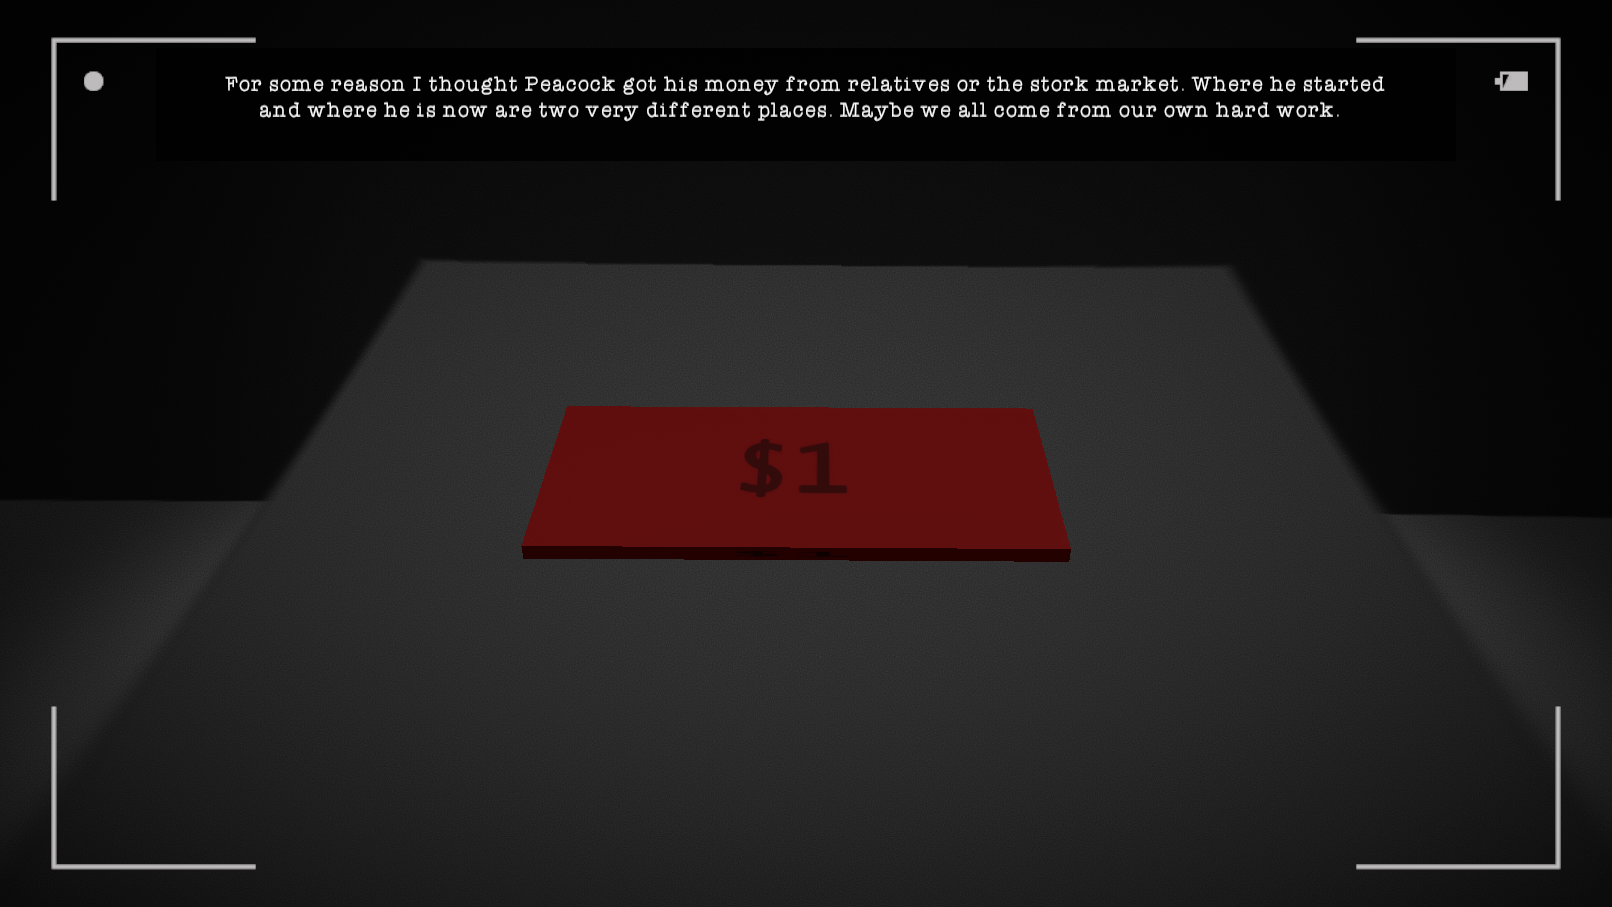 For some reason I thought Peacock got his money from relatives or the stork market. Where he started
and where he is now are two very different places. Maybe we all come from our own hard work.
$1